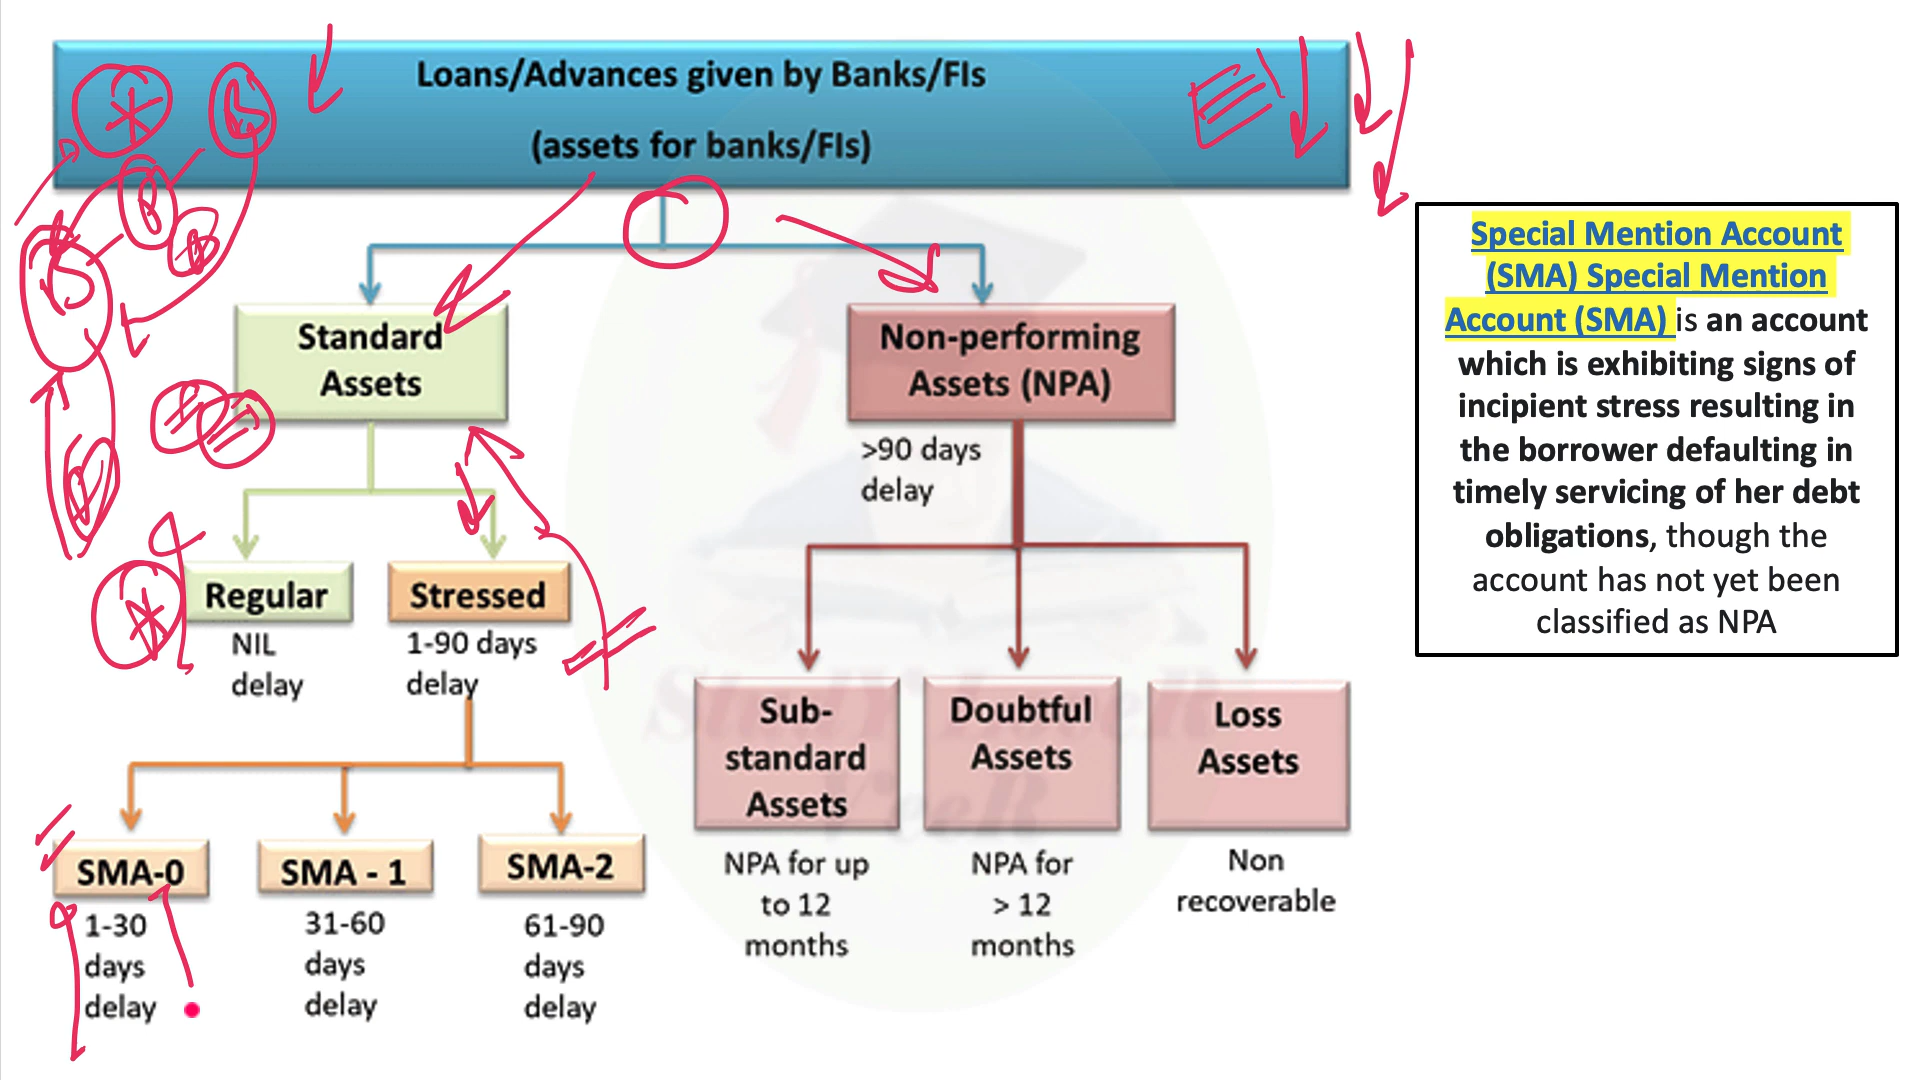 Loans/Advances given by Banks/FIs
(assets for banks/FIs)
Standard
Assets
Non-performing
Assets (NPA)
>90 days
delay
Regular
NIL
delay
Stressed
1-90 days
delay
SMA-0
1-30
days
delay
SMA - 1
31-60
days
delay
SMA-2
61-90
days
delay
Sub-
standard
Assets
NPA for up
to 12
months
Doubtful
Assets
NPA for
> 12
months
Loss
Assets
Non
recoverable
Special Mention Account
(SMA) Special Mention
Account (SMA) is an account
which is exhibiting signs of
incipient stress resulting in
the borrower defaulting in
timely servicing of her debt
obligations, though the
account has not yet been
classified as NPA